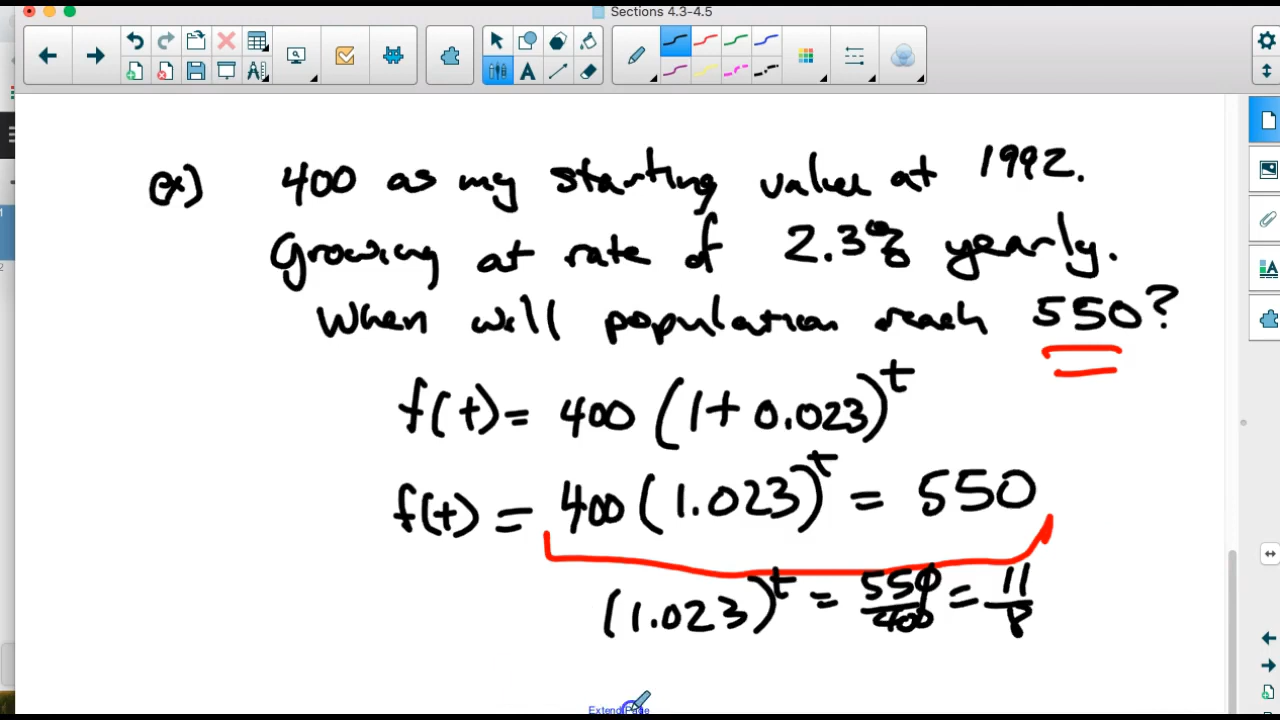 Sections 4.3-4.5
ex) 400 as my starting value at 1992.
Growing at rate of 2.3% yearly.
When will population reach 550?
f(t) = 400 (1 + 0.023)^t
f(t) = 400 (1.023)^t = 550
(1.023)^t = 550/400 = 11/8
Extend Page